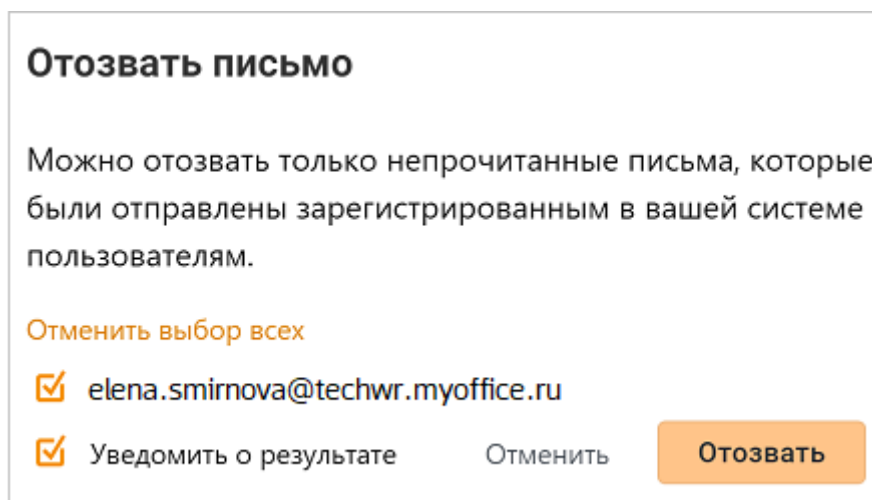 Отозвать письмо
Можно отозвать только непрочитанные письма, которые
были отправлены зарегистрированным в вашей системе
пользователям.
Отменить выбор всех
elena.smirnova@techwr.myoffice.ru
Уведомить о результате Отменить Отозвать